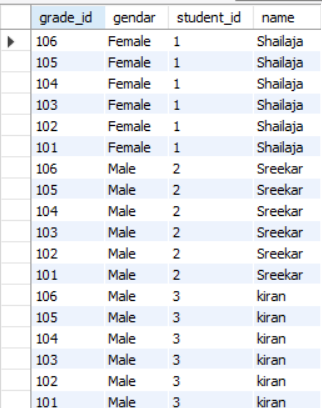 grade_id gendar student_id name
106 Female 1 Shailaja
105 Female 1 Shailaja
104 Female 1 Shailaja
103 Female 1 Shailaja
102 Female 1 Shailaja
101 Female 1 Shailaja
106 Male 2 Sreekar
105 Male 2 Sreekar
104 Male 2 Sreekar
103 Male 2 Sreekar
102 Male 2 Sreekar
101 Male 2 Sreekar
106 Male 3 kiran
105 Male 3 kiran
104 Male 3 kiran
103 Male 3 kiran
102 Male 3 kiran
101 Male 3 kiran